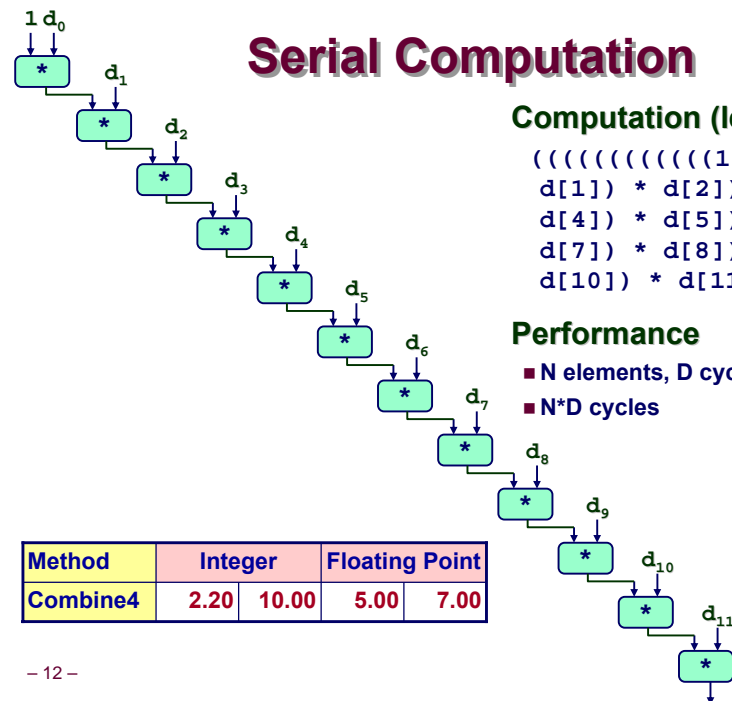 Serial Computation
1 d0
*
d1
*
d2
*
d3
*
d4
*
d5
*
d6
*
d7
*
d8
*
d9
*
d10
*
d11
*
Computation (l
((((((((((((1
d[1]) * d[2])
d[4]) * d[5])
d[7]) * d[8])
d[10]) * d[11
Performance
■ N elements, D cyc
■ N*D cycles
Method Integer Floating Point
Combine4 2.20 10.00 5.00 7.00
– 12 –